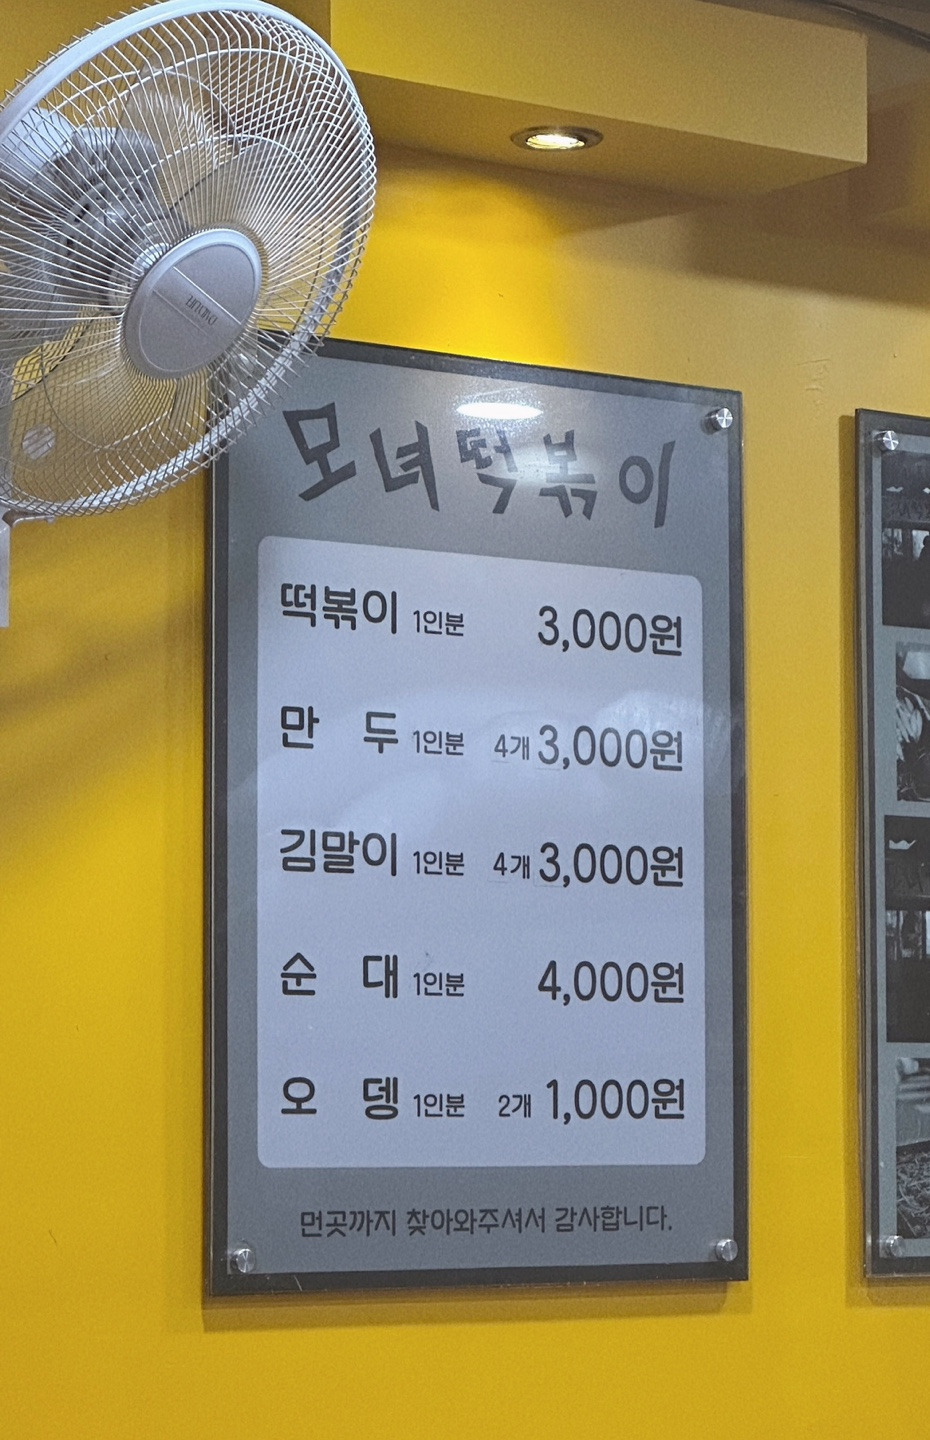 모녀떡볶이
떡볶이 1인분 3,000원
만 두 1인분 4개 3,000원
김말이 1인분 4개 3,000원
순 대 1인분 4,000원
오 뎅 1인분 2개 1,000원
먼곳까지 찾아와주셔서 감사합니다.